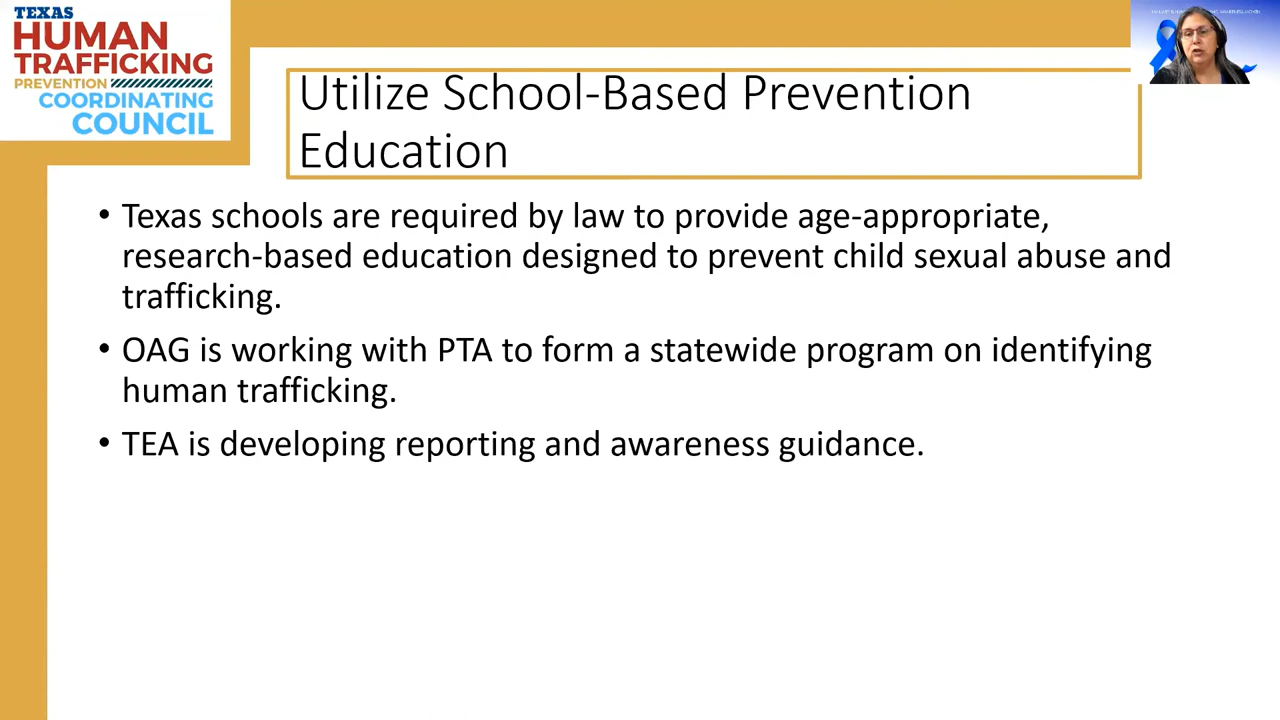 TEXAS
HUMAN
TRAFFICKING
PREVENTION
COORDINATING
COUNCIL
Utilize School-Based Prevention
Education
• Texas schools are required by law to provide age-appropriate,
research-based education designed to prevent child sexual abuse and
trafficking.
• OAG is working with PTA to form a statewide program on identifying
human trafficking.
• TEA is developing reporting and awareness guidance.